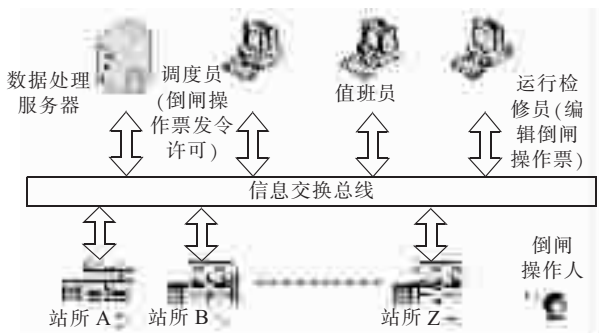 数据处理
服务器
调度员
(倒闸操
作票发令
许可)
值班员
运行检
修员(编
辑倒闸
操作票)
信息交换总线
站所 A
站所 B
站所 Z
倒闸
操作人